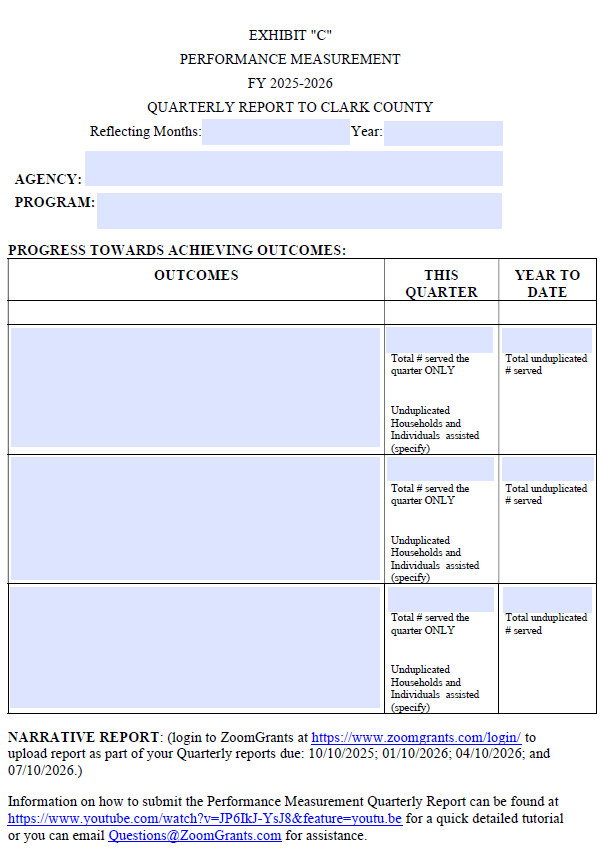 EXHIBIT "C"
PERFORMANCE MEASUREMENT
FY 2025-2026
QUARTERLY REPORT TO CLARK COUNTY
Reflecting Months: Year:
AGENCY:
PROGRAM:
PROGRESS TOWARDS ACHIEVING OUTCOMES:
OUTCOMES
THIS
QUARTER
YEAR TO
DATE
Total # served the
quarter ONLY
Unduplicated
Households and
Individuals assisted
(specify)
Total unduplicated
# served
Total # served the
quarter ONLY
Unduplicated
Households and
Individuals assisted
(specify)
Total unduplicated
# served
Total # served the
quarter ONLY
Unduplicated
Households and
Individuals assisted
(specify)
Total unduplicated
# served
NARRATIVE REPORT: (login to ZoomGrants at https://www.zoomgrants.com/login/ to
upload report as part of your Quarterly reports due: 10/10/2025; 01/10/2026; 04/10/2026; and
07/10/2026.)
Information on how to submit the Performance Measurement Quarterly Report can be found at
https://www.youtube.com/watch?v=JP6IkJ-YsJ8&feature=youtu.be for a quick detailed tutorial
or you can email Questions@ZoomGrants.com for assistance.